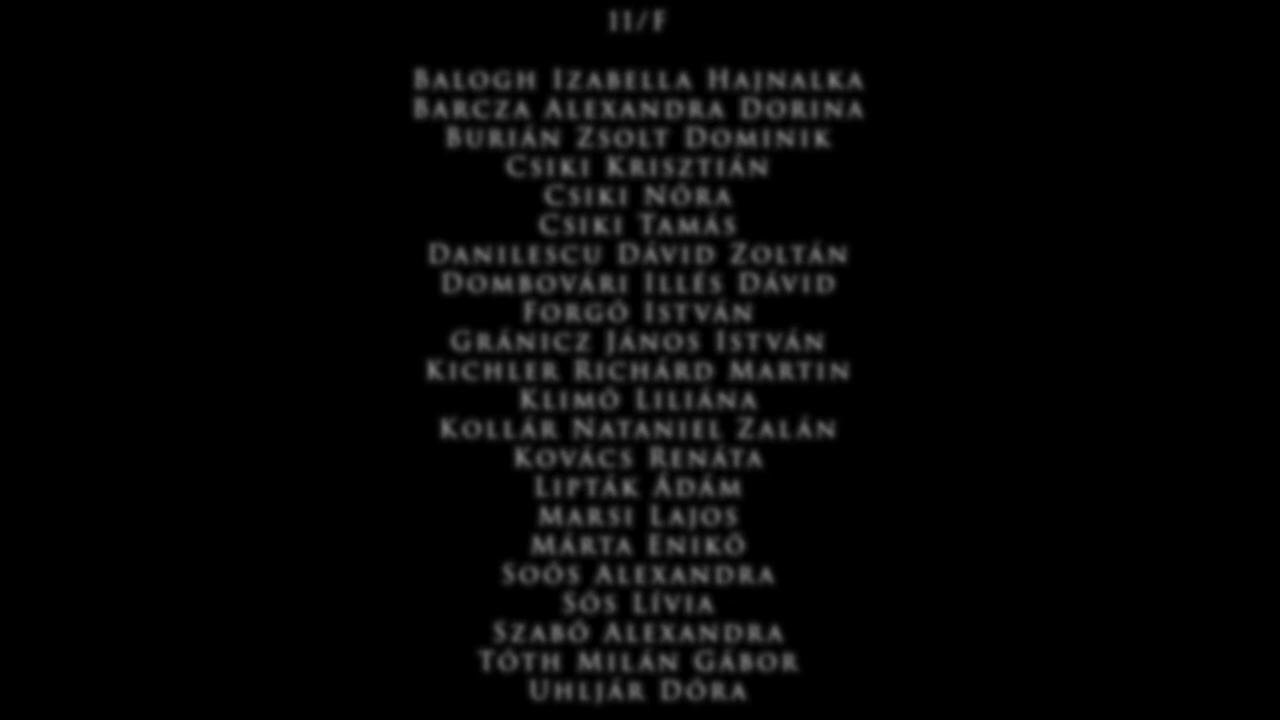 11/F
Balogh Izabella Hajnalka
Barcza Alexandra Dorina
Burián Zsolt Dominik
Csiki Krisztián
Csiki Nóra
Csiki Tamás
Danilescu Dávid Zoltán
Dombovári Illés Dávid
Forgó István
Gránicz János István
Kichler Richárd Martin
Klimó Liliána
Kollár Nataniel Zalán
Kovács Renáta
Lipták Ádám
Marsi Lajos
Márta Enikő
Soós Alexandra
Sós Lívia
Szabó Alexandra
Tóth Milán Gábor
Uhljár Dóra